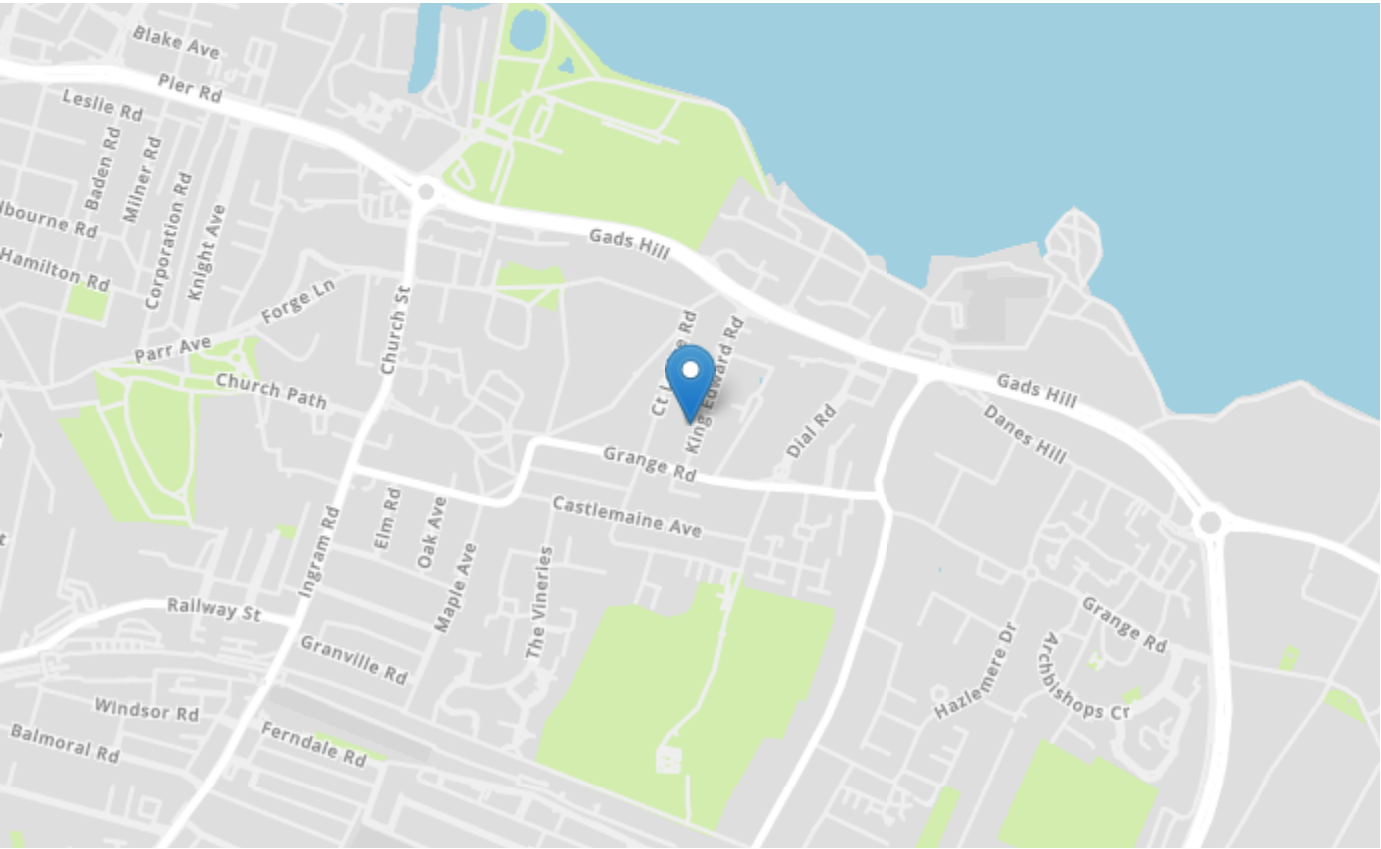 Blake Ave
Pier Rd
Leslie Rd
Baden Rd
Milner Rd
Corporation Rd
Knight Ave
Hamilton Rd
Forge Ln
Parr Ave
Church Path
Church St
Gads Hill
Rd
King Edward Rd
Ct
Dial Rd
Gads Hill
Danes Hill
Grange Rd
Castlemaine Ave
Elm Rd
Oak Ave
Maple Ave
The Vineries
Ingram Rd
Railway St
Granville Rd
Windsor Rd
Balmoral Rd
Ferndale Rd
Grange Rd
Archbishops Cr
Hazlemere Dr